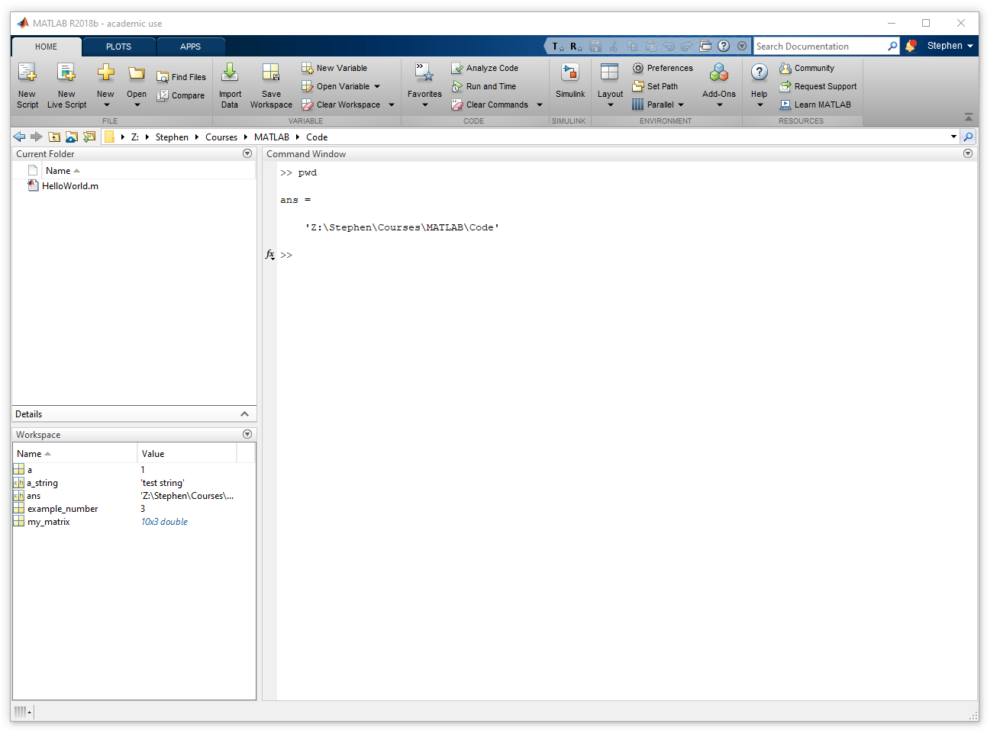 MATLAB R2018b - academic use
HOME PLOTS APPS
Search Documentation
Stephen
New Script
New Live Script
New
Open
Find Files
Compare
FILE
Import Data
Save Workspace
New Variable
Open Variable
Clear Workspace
VARIABLE
Favorites
Analyze Code
Run and Time
Clear Commands
CODE
Simulink
SIMULINK
Layout
Preferences
Set Path
Parallel
Add-Ons
ENVIRONMENT
Help
Community
Request Support
Learn MATLAB
RESOURCES
Z: Stephen Courses MATLAB Code
Current Folder
Name
HelloWorld.m
Details
Workspace
Name Value
a 1
a_string 'test string'
ans 'Z:\Stephen\Courses\...
example_number 3
my_matrix 10x3 double
Command Window
>> pwd
ans =
'Z:\Stephen\Courses\MATLAB\Code'
fx >>